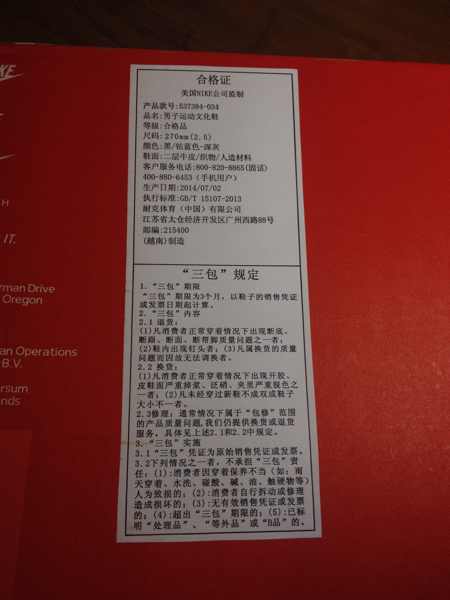 合格证
美国NIKE公司监制
产品款号:537384-034
品名:男子运动文化鞋
等级:合格品
尺码:270mm(2.5)
颜色:黑/钴蓝色-深灰
鞋面:二层牛皮/织物/人造材料
客户服务电话:800-820-8865(固话)
400-880-6453（手机用户）
生产日期:2014/07/02
执行标准:GB/T 15107-2013
耐克体育（中国）有限公司
江苏省太仓经济开发区广州西路88号
邮编:215400
(越南)制造
“三包”规定
1.“三包”期限
“三包”期限为3个月，以鞋子的销售凭证
或发票日期起计算。
2.“三包”内容
2.1 退货：
(1)凡消费者正常穿着情况下出现断底、
断跟、断面、断帮脚质量问题之一者；
(2)鞋内出现钉头者；(3)凡属换货的质量
问题而因故无法调换者。
2.2 换货：
(1)凡消费者正常穿着情况下出现开胶、
皮鞋面严重掉浆、泛硝、夹里严重脱色之
一者；(2)凡未经穿过新鞋不成双或鞋子
大小不一者。
2.3修理：通常情况下属于“包修”范围
的产品质量问题,我们仍提供换货或退货
服务。具体见上述2.1和2.2中规定。
3.“三包”实施
3.1“三包”凭证为原始销售凭证或发票。
3.2下列情况之一者，不承担“三包”责
任：(1):消费者因穿着保养不当（如：雨
天穿着、水洗、碰酸、碱、油、触硬物等）
人为致损的；(2):消费者自行拆动或修理
造成损坏的；(3):无有效销售凭证或发票
的；(4):超出“三包”期限的；(5):已标
明“处理品”、“等外品”或“B品”的。
KE
H
IT.
rman Drive
Oregon
an Operations
B.V.
ersum
nds